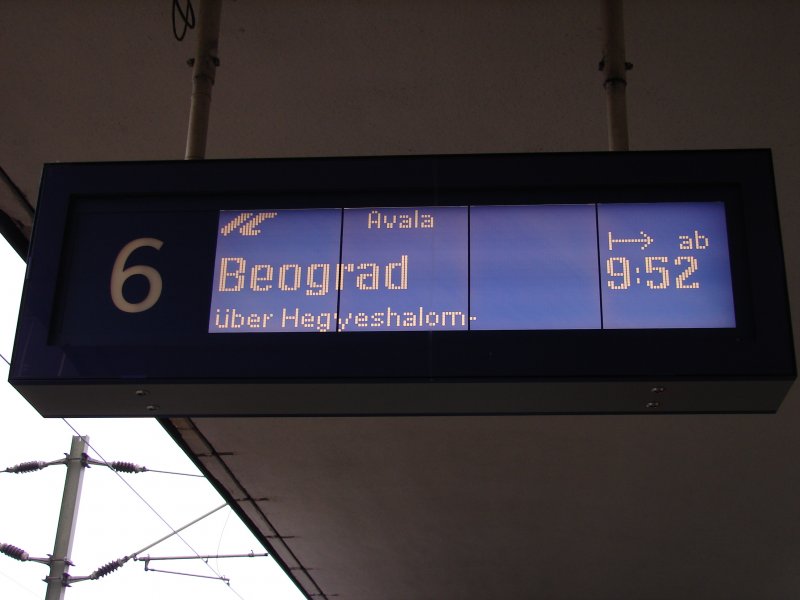 6
Avala
Beograd
über Hegyeshalom-
ab
9:52